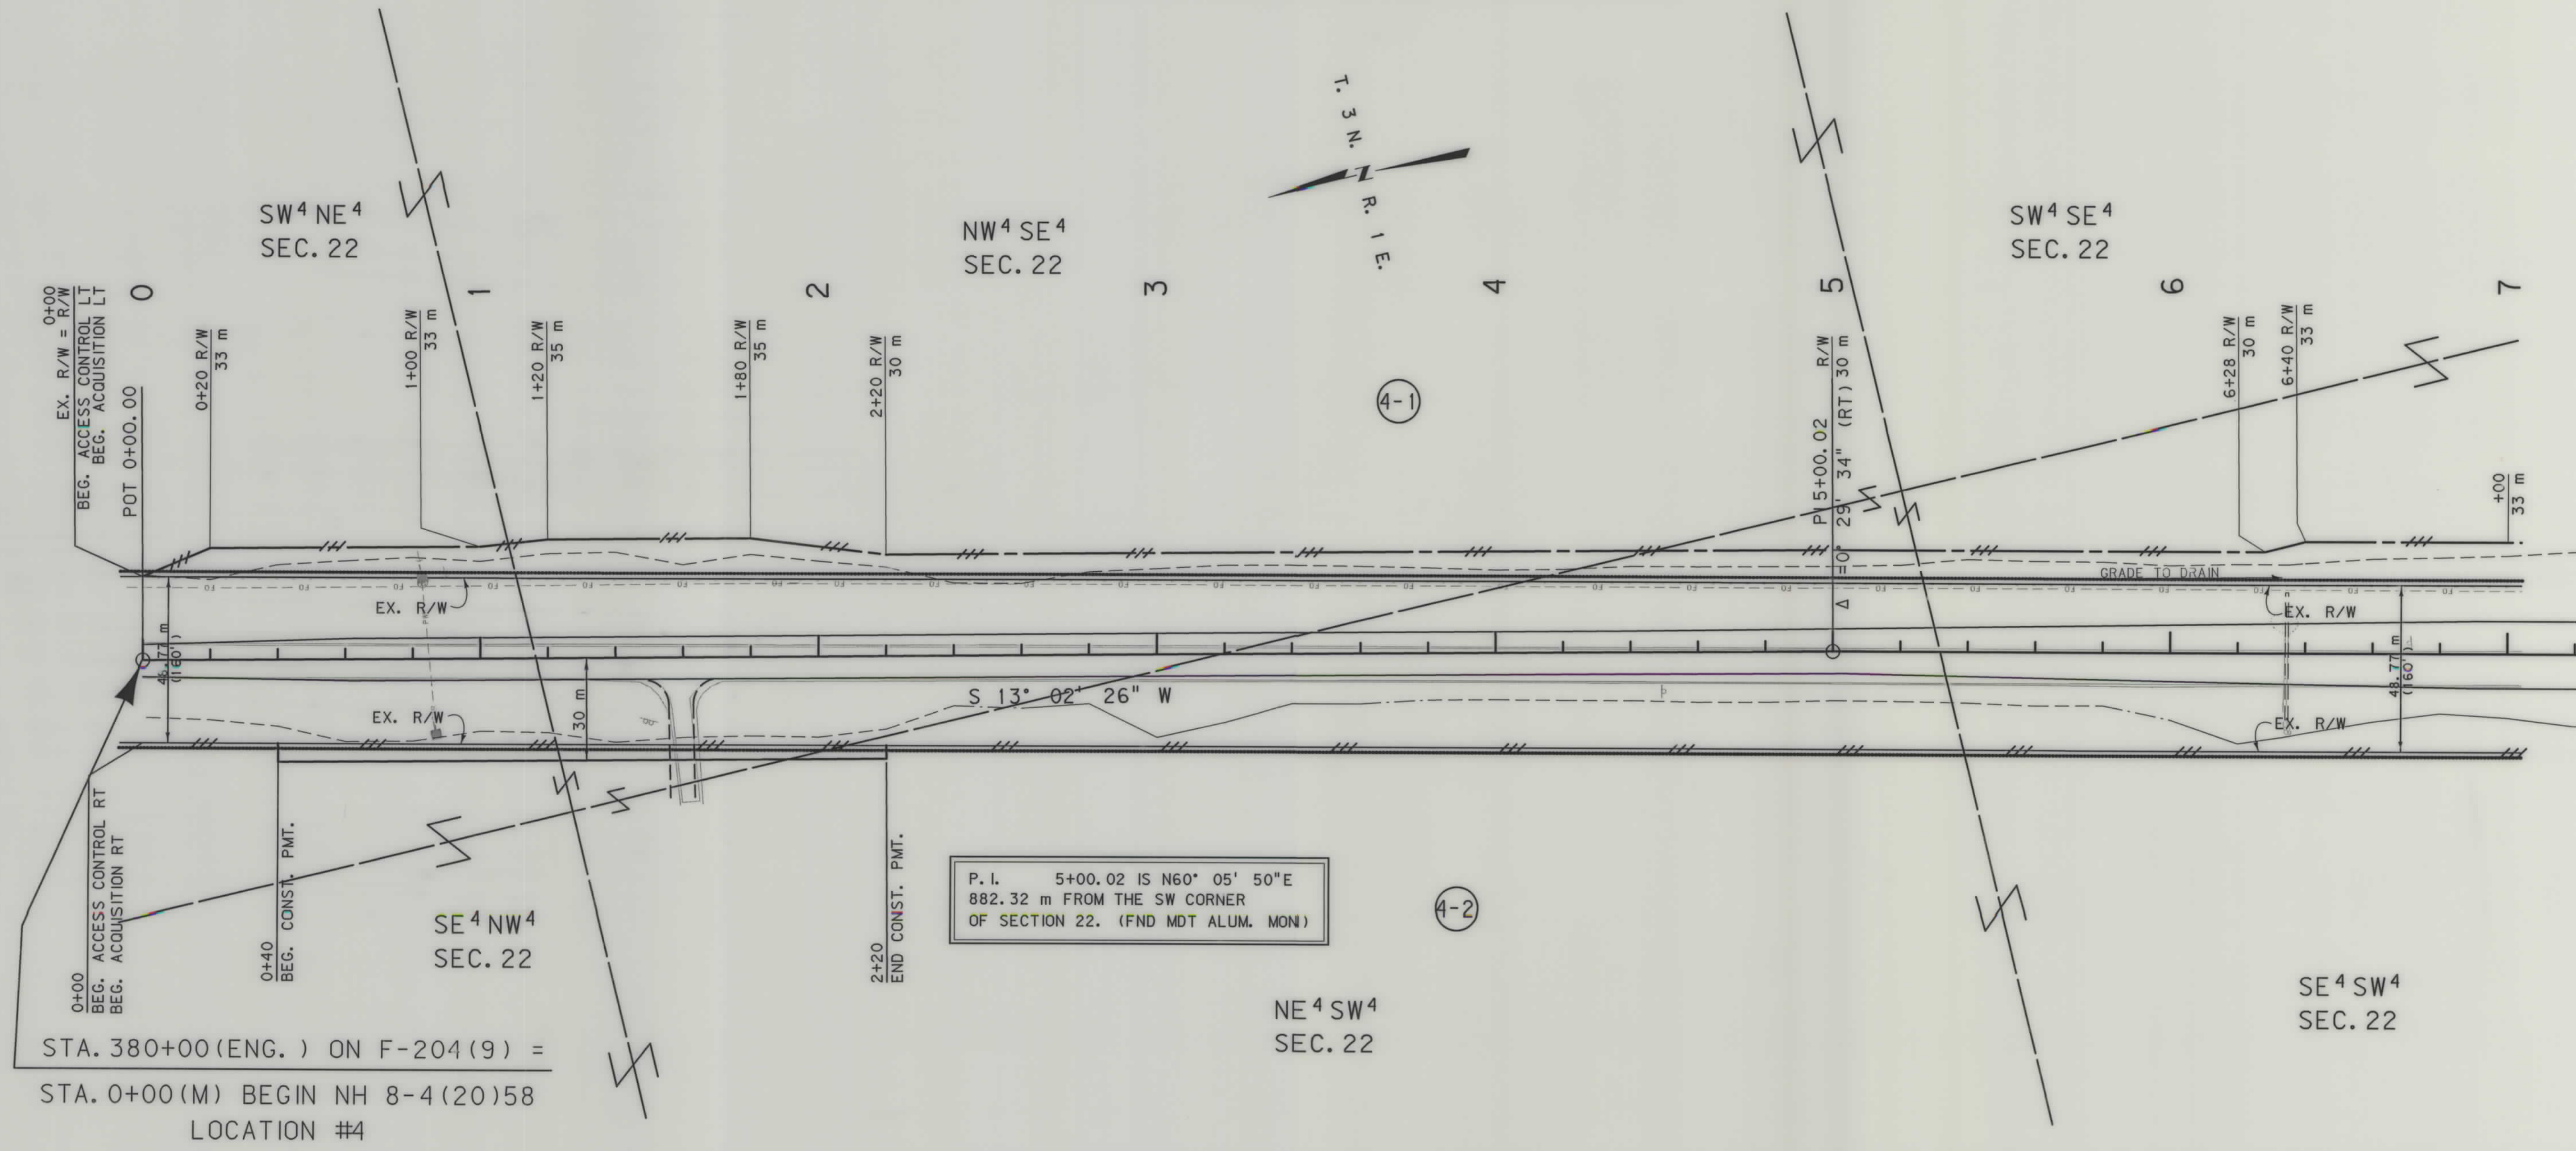 T. 3 N.
R. 1 E.
SW⁴ NE⁴
SEC. 22
NW⁴ SE⁴
SEC. 22
SW⁴ SE⁴
SEC. 22
0+00
EX. R/W = R/W
BEG. ACCESS CONTROL LT
BEG. ACQUISITION LT
POT 0+00.00
0
1
2
3
4
5
6
7
0+20 R/W
33 m
1+00 R/W
33 m
1+20 R/W
35 m
1+80 R/W
35 m
2+20 R/W
30 m
4-1
R/W
30 m
PI 5+00.02
Δ = 0° 29' 34" (RT)
6+28 R/W
30 m
6+40 R/W
33 m
+00
33 m
GRADE TO DRAIN
EX. R/W
EX. R/W
48.77 m
(160')
48.77 m
(160')
30 m
S 13° 02' 26" W
EX. R/W
EX. R/W
0+00
BEG. ACCESS CONTROL RT
BEG. ACQUISITION RT
0+40
BEG. CONST. PMT.
2+20
END CONST. PMT.
P.I. 5+00.02 IS N60° 05' 50"E
882.32 m FROM THE SW CORNER
OF SECTION 22. (FND MDT ALUM. MON)
4-2
SE⁴ NW⁴
SEC. 22
NE⁴ SW⁴
SEC. 22
SE⁴ SW⁴
SEC. 22
STA. 380+00(ENG. ) ON F-204(9) =
STA. 0+00(M) BEGIN NH 8-4(20)58
LOCATION #4